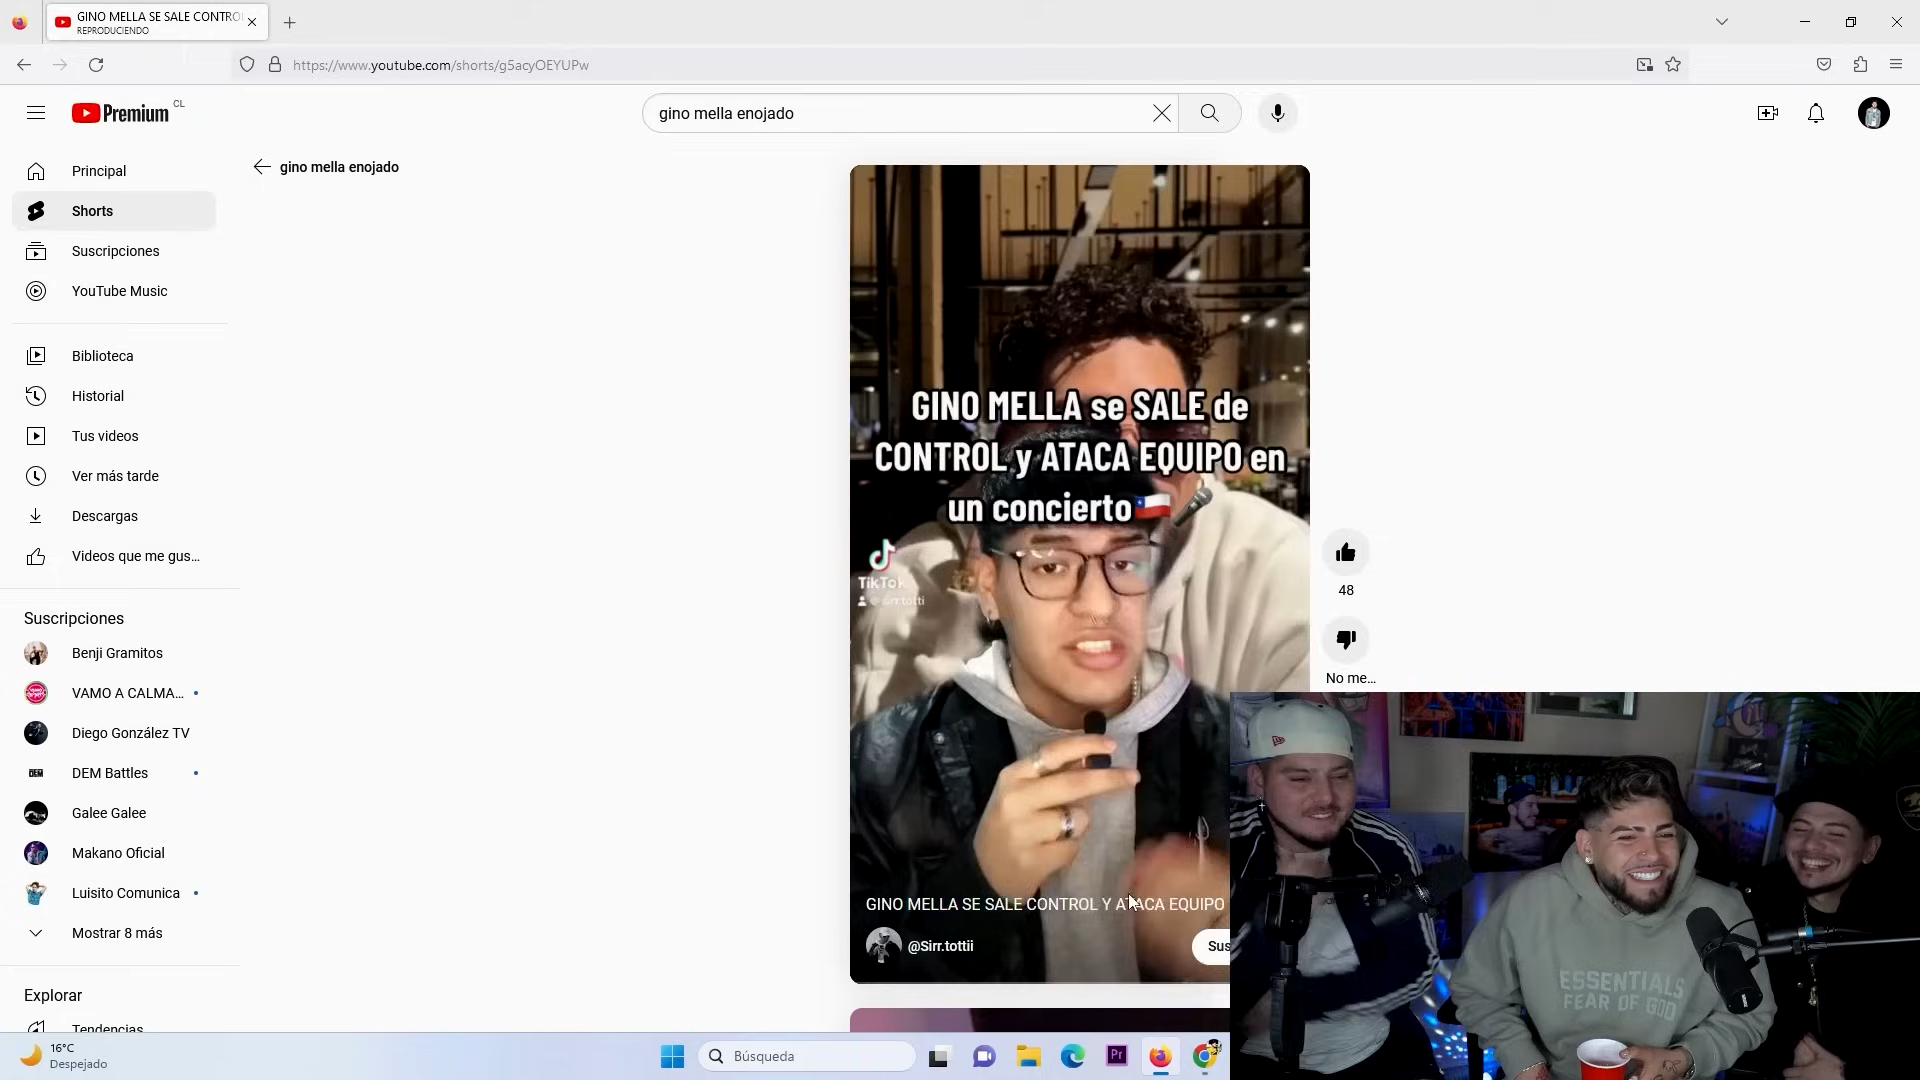 GINO MELLA SE SALE CONTRO
REPRODUCIENDO
https://www.youtube.com/shorts/g5acyOEYUPw
Premium CL
gino mella enojado
gino mella enojado
Principal
Shorts
Suscripciones
YouTube Music
Biblioteca
Historial
Tus videos
Ver más tarde
Descargas
Videos que me gus...
Suscripciones
Benji Gramitos
VAMO A CALMA...
Diego González TV
DEM Battles
Galee Galee
Makano Oficial
Luisito Comunica
Mostrar 8 más
Explorar
Tendencias
GINO MELLA se SALE de
CONTROL y ATACA EQUIPO en
un concierto
TikTok
@sirr.totti
GINO MELLA SE SALE CONTROL Y ATACA EQUIPO
@Sirr.tottii
Sus
48
No me...
ESSENTIALS
FEAR OF GOD
16°C
Despejado
Búsqueda
Pr